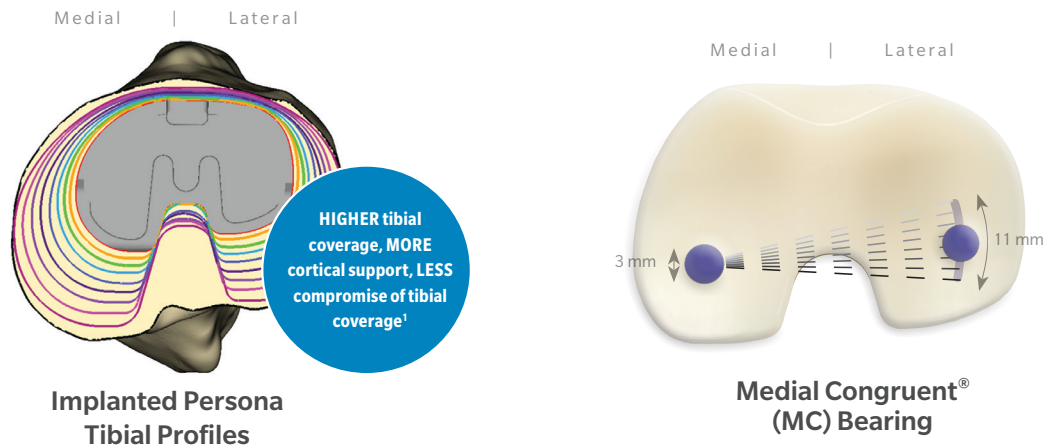 Medial | Lateral
HIGHER tibial
coverage, MORE
cortical support, LESS
compromise of tibial
coverage¹
Implanted Persona
Tibial Profiles
Medial | Lateral
3 mm
11 mm
Medial Congruent®
(MC) Bearing